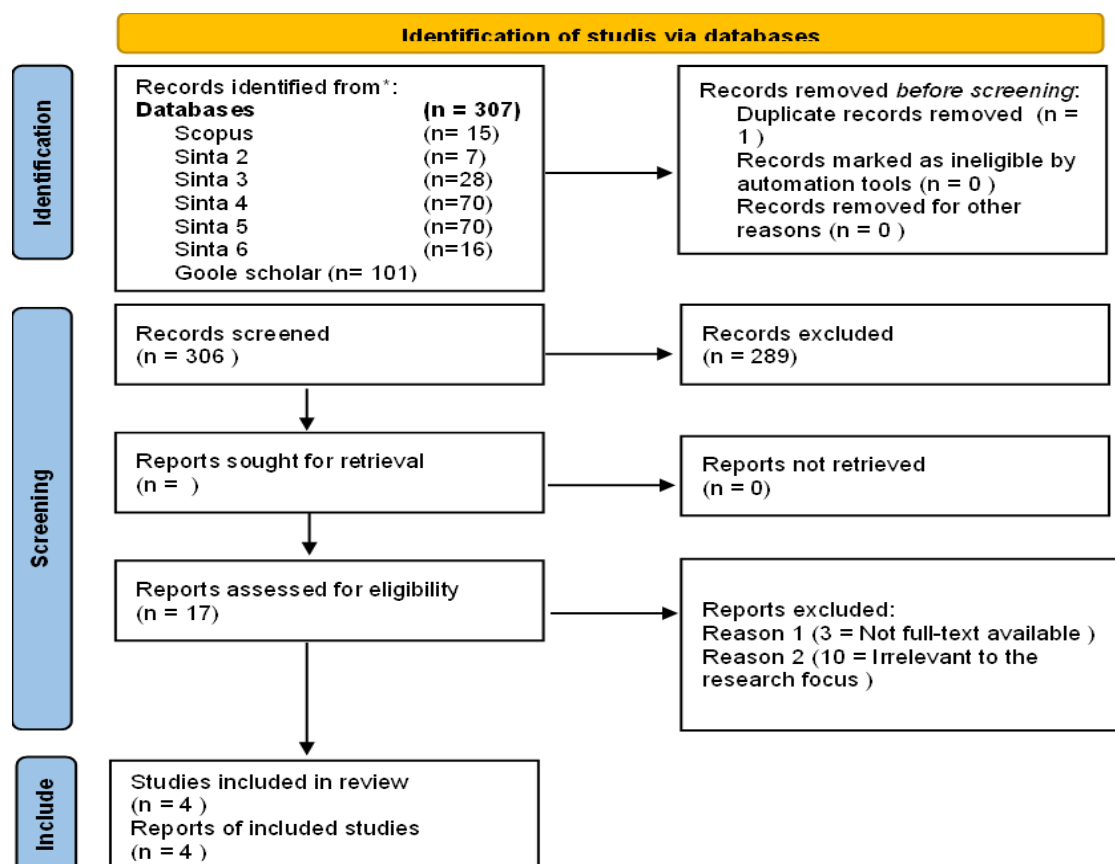 Identification of studis via databases
Identification
Records identified from*:
Databases (n = 307)
Scopus (n= 15)
Sinta 2 (n= 7)
Sinta 3 (n=28)
Sinta 4 (n=70)
Sinta 5 (n=70)
Sinta 6 (n=16)
Goole scholar (n= 101)
Records removed before screening:
Duplicate records removed (n =
1 )
Records marked as ineligible by
automation tools (n = 0 )
Records removed for other
reasons (n = 0 )
Screening
Records screened
(n = 306 )
Records excluded
(n = 289)
Reports sought for retrieval
(n = )
Reports not retrieved
(n = 0)
Reports assessed for eligibility
(n = 17)
Reports excluded:
Reason 1 (3 = Not full-text available )
Reason 2 (10 = Irrelevant to the
research focus )
Include
Studies included in review
(n = 4 )
Reports of included studies
(n = 4 )